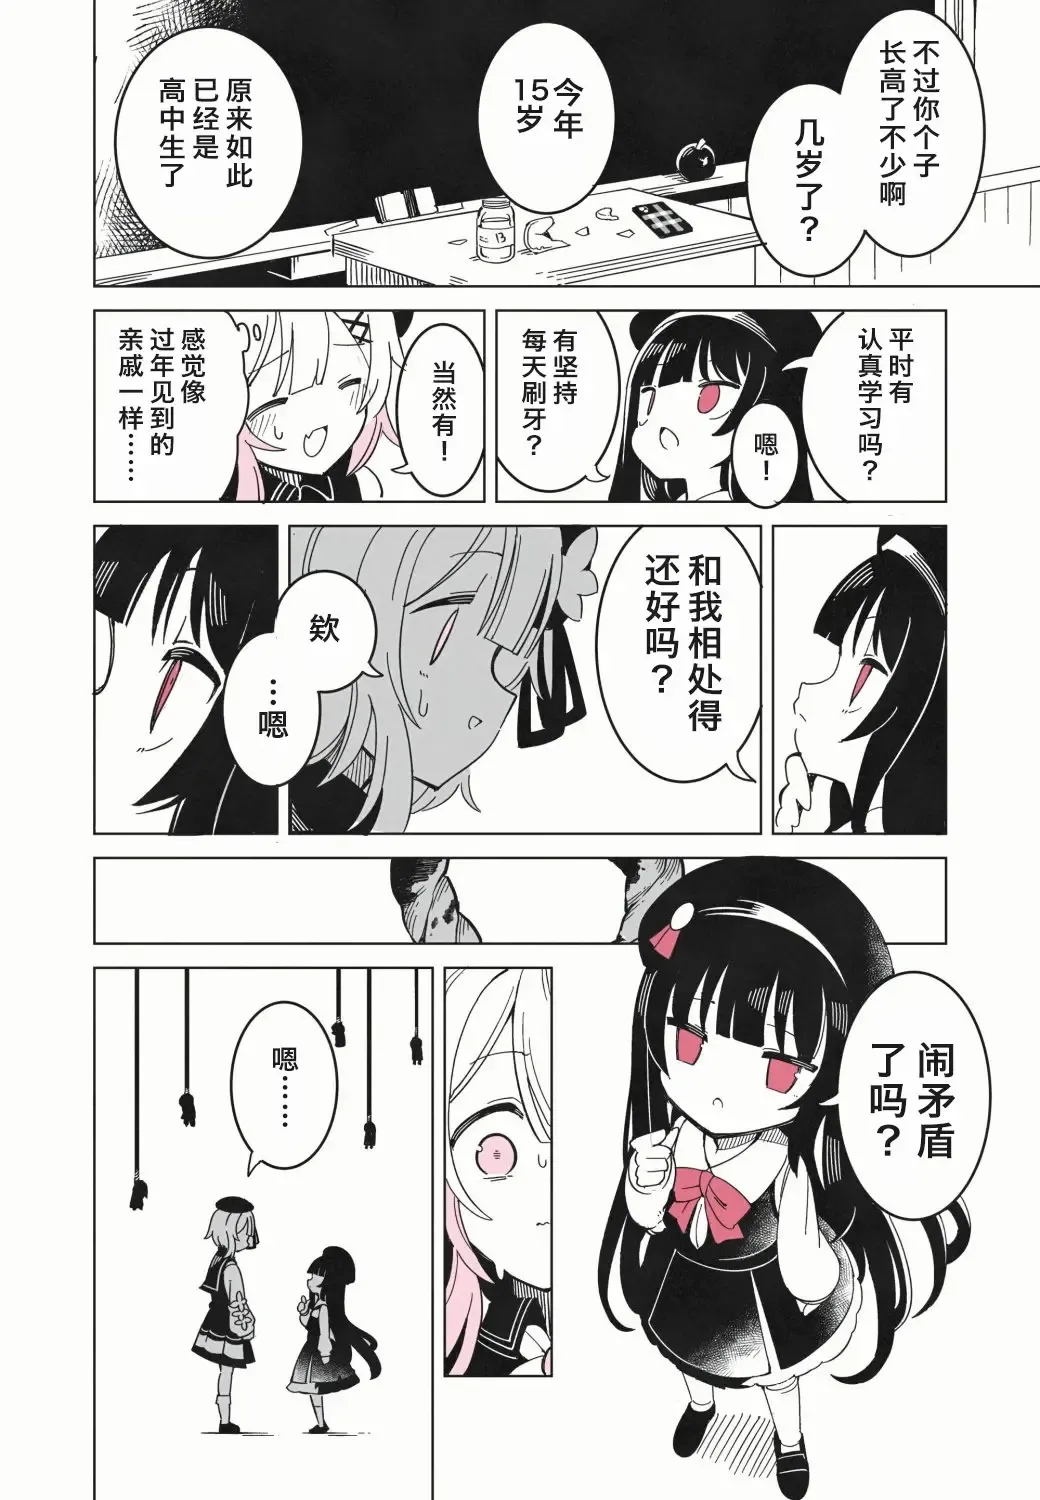 不过你个子
长高了不少啊
几岁了？
今年
15岁
原来如此
已经是
高中生了
平时有
认真学习吗？
嗯！
有坚持
每天刷牙？
当然有！
感觉像
过年见到的
亲戚一样……
和我相处得
还好吗？
欸
…嗯
闹矛盾
了吗？
嗯……
13